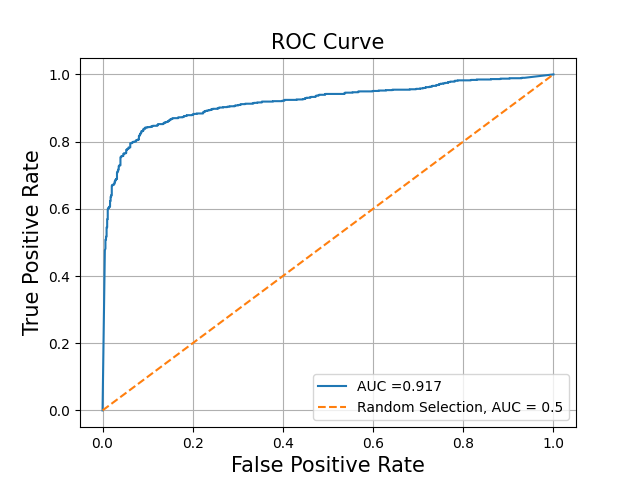 ROC Curve
True Positive Rate
1.0
0.8
0.6
0.4
0.2
0.0
AUC =0.917
Random Selection, AUC = 0.5
0.0 0.2 0.4 0.6 0.8 1.0
False Positive Rate